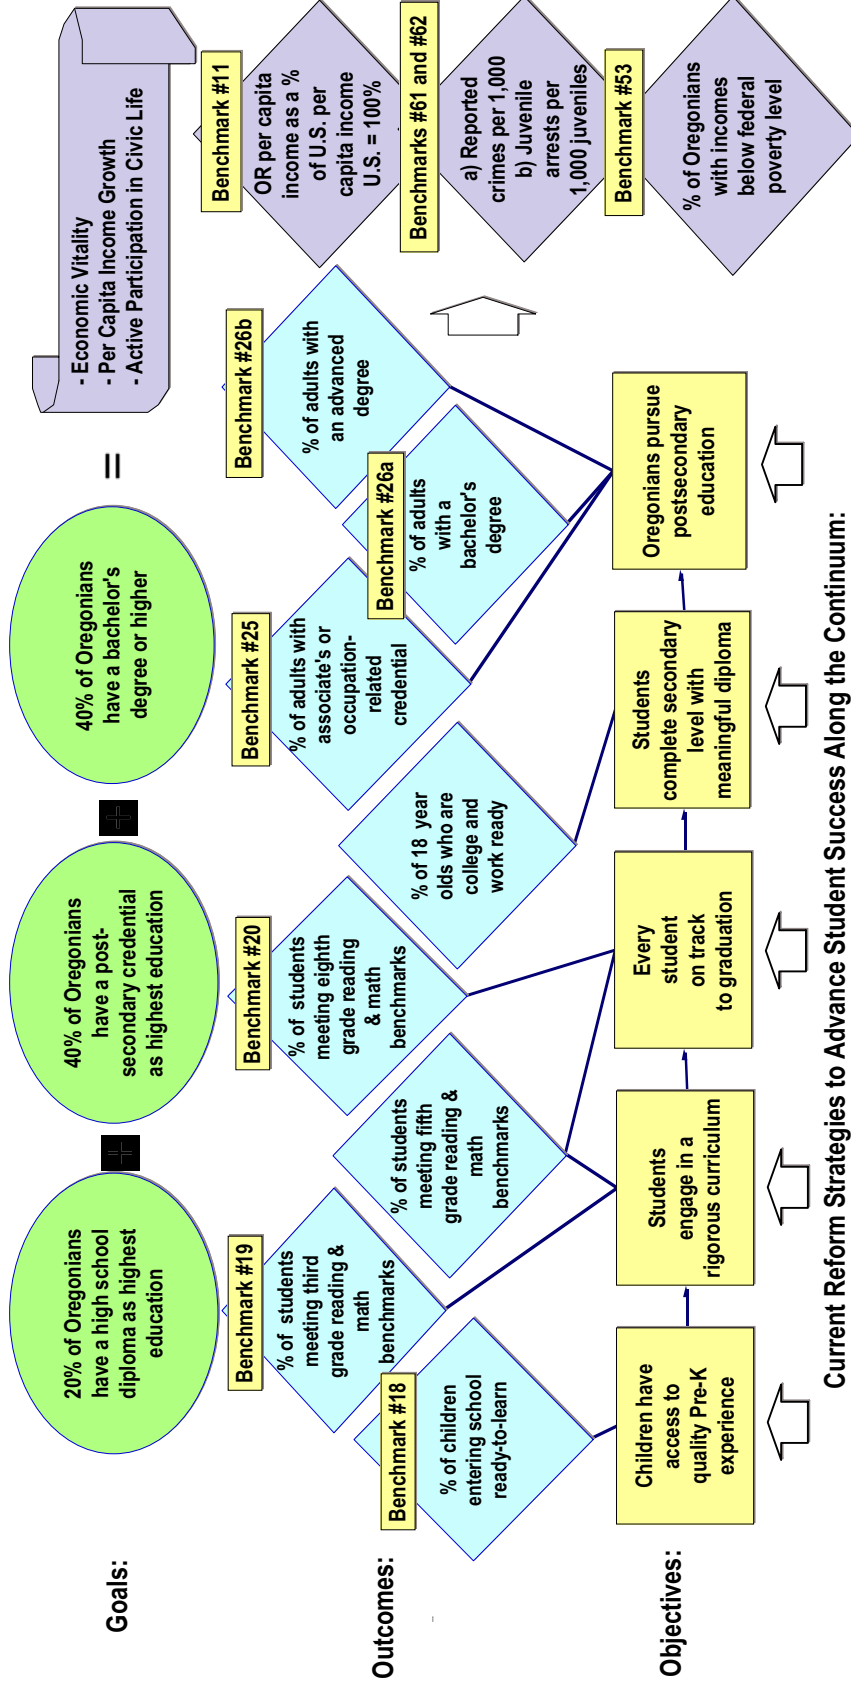 Goals:
20% of Oregonians
have a high school
diploma as highest
education
+
40% of Oregonians
have a post-
secondary credential
as highest education
+
40% of Oregonians
have a bachelor's
degree or higher
=
- Economic Vitality
- Per Capita Income Growth
- Active Participation in Civic Life
Outcomes:
Benchmark #18
% of children
entering school
ready-to-learn
Benchmark #19
% of students
meeting third
grade reading &
math
benchmarks
% of students
meeting fifth
grade reading &
math
benchmarks
Benchmark #20
% of students
meeting eighth
grade reading
& math
benchmarks
% of 18 year
olds who are
college and
work ready
Benchmark #25
% of adults with
associate's or
occupation-
related
credential
Benchmark #26a
% of adults
with a
bachelor's
degree
Benchmark #26b
% of adults with
an advanced
degree
Benchmark #11
OR per capita
income as a %
of U.S. per
capita income
U.S. = 100%
Benchmarks #61 and #62
a) Reported
crimes per 1,000
b) Juvenile
arrests per
1,000 juveniles
Benchmark #53
% of Oregonians
with incomes
below federal
poverty level
Objectives:
Children have
access to
quality Pre-K
experience
Students
engage in a
rigorous curriculum
Every
student
on track
to graduation
Students
complete secondary
level with
meaningful diploma
Oregonians pursue
postsecondary
education
Current Reform Strategies to Advance Student Success Along the Continuum: